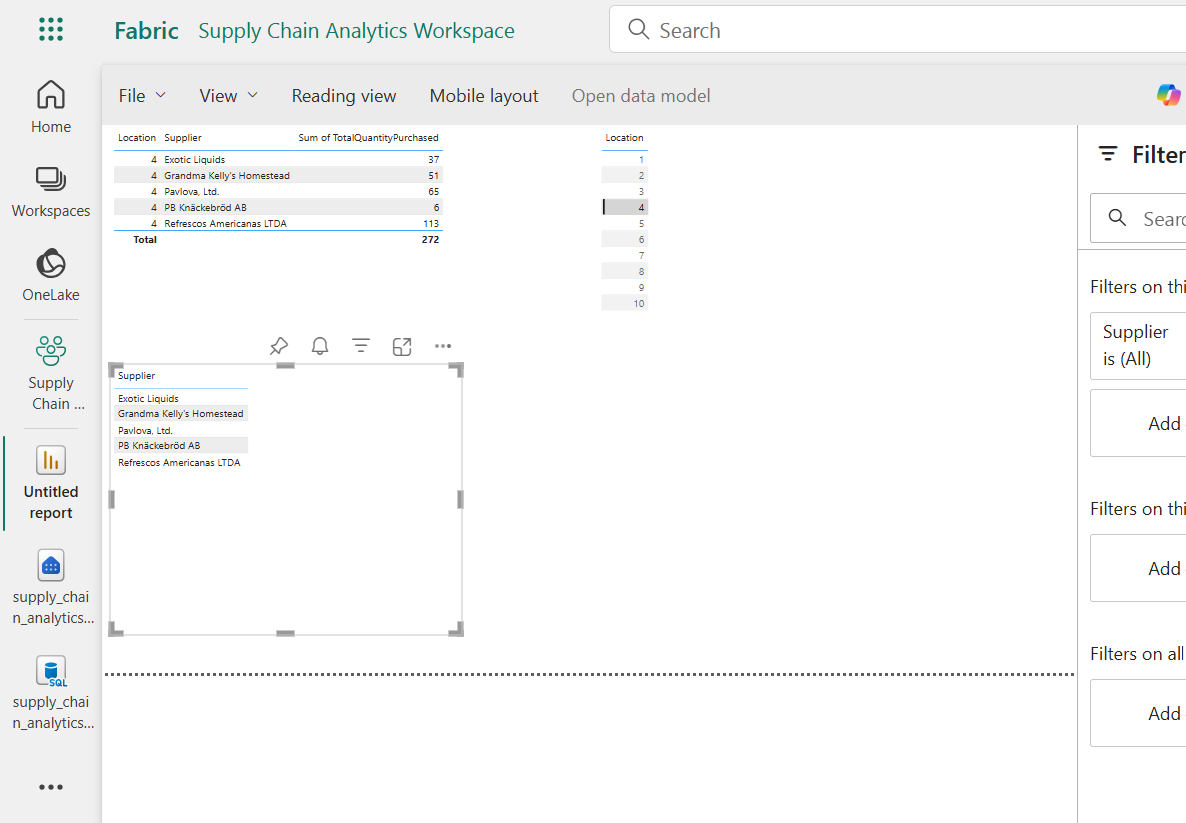 Fabric Supply Chain Analytics Workspace Search
Home
Workspaces
OneLake
Supply
Chain ...
Untitled
report
supply_chai
n_analytics...
SQL
supply_chai
n_analytics...
File View Reading view Mobile layout Open data model
Location Supplier Sum of TotalQuantityPurchased
4 Exotic Liquids 37
4 Grandma Kelly's Homestead 51
4 Pavlova, Ltd. 65
4 PB Knäckebröd AB 6
4 Refrescos Americanas LTDA 113
Total 272
Location
1
2
3
4
5
6
7
8
9
10
Supplier
Exotic Liquids
Grandma Kelly's Homestead
Pavlova, Ltd.
PB Knäckebröd AB
Refrescos Americanas LTDA
Filter
Searc
Filters on thi
Supplier
is (All)
Add
Filters on thi
Add
Filters on all
Add